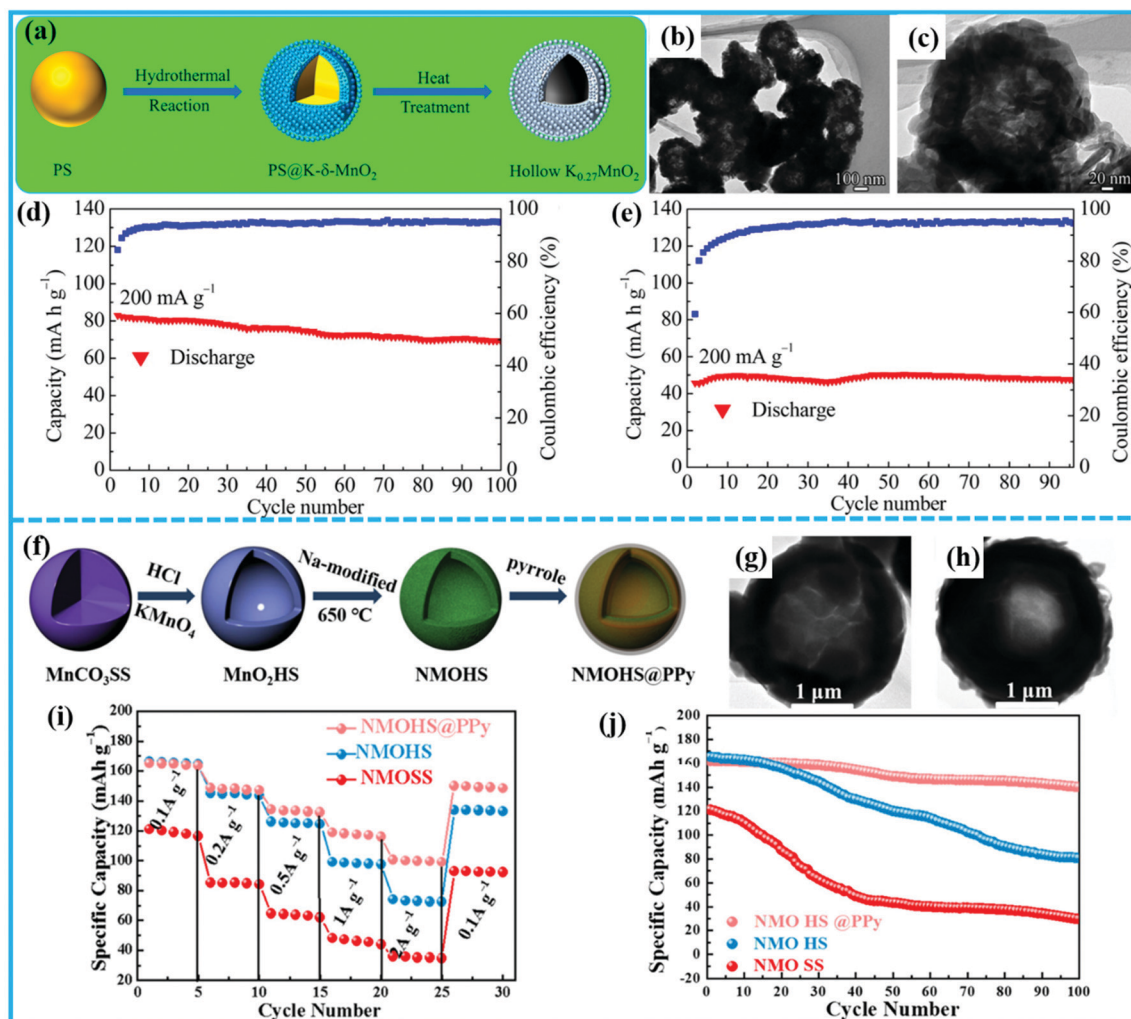 (a)
Hydrothermal
Reaction
Heat
Treatment
PS
PS@K-δ-MnO₂
Hollow K₀.₂₇MnO₂
(b)
100 nm
(c)
20 nm
(d)
140
120
100
80
60
40
20
0
Capacity (mA h g⁻¹)
200 mA g⁻¹
Discharge
100
80
60
40
20
0
Coulombic efficiency (%)
0 10 20 30 40 50 60 70 80 90 100
Cycle number
(e)
140
120
100
80
60
40
20
0
Capacity (mA h g⁻¹)
200 mA g⁻¹
Discharge
100
80
60
40
20
0
Coulombic efficiency (%)
0 10 20 30 40 50 60 70 80 90
Cycle number
(f)
HCl
KMnO₄
Na-modified
650 °C
pyrrole
MnCO₃SS
MnO₂HS
NMOHS
NMOHS@PPy
(g)
1 μm
(h)
1 μm
(i)
200
180
160
140
120
100
80
60
40
20
Specific Capacity (mAh g⁻¹)
NMOHS@PPy
NMOHS
NMOSS
0.1A g⁻¹
0.2A g⁻¹
0.5A g⁻¹
1A g⁻¹
2A g⁻¹
0.1A g⁻¹
0 5 10 15 20 25 30
Cycle Number
(j)
200
180
160
140
120
100
80
60
40
20
0
-20
Specific Capacity (mAh g⁻¹)
NMO HS @PPy
NMO HS
NMO SS
0 10 20 30 40 50 60 70 80 90 100
Cycle Number